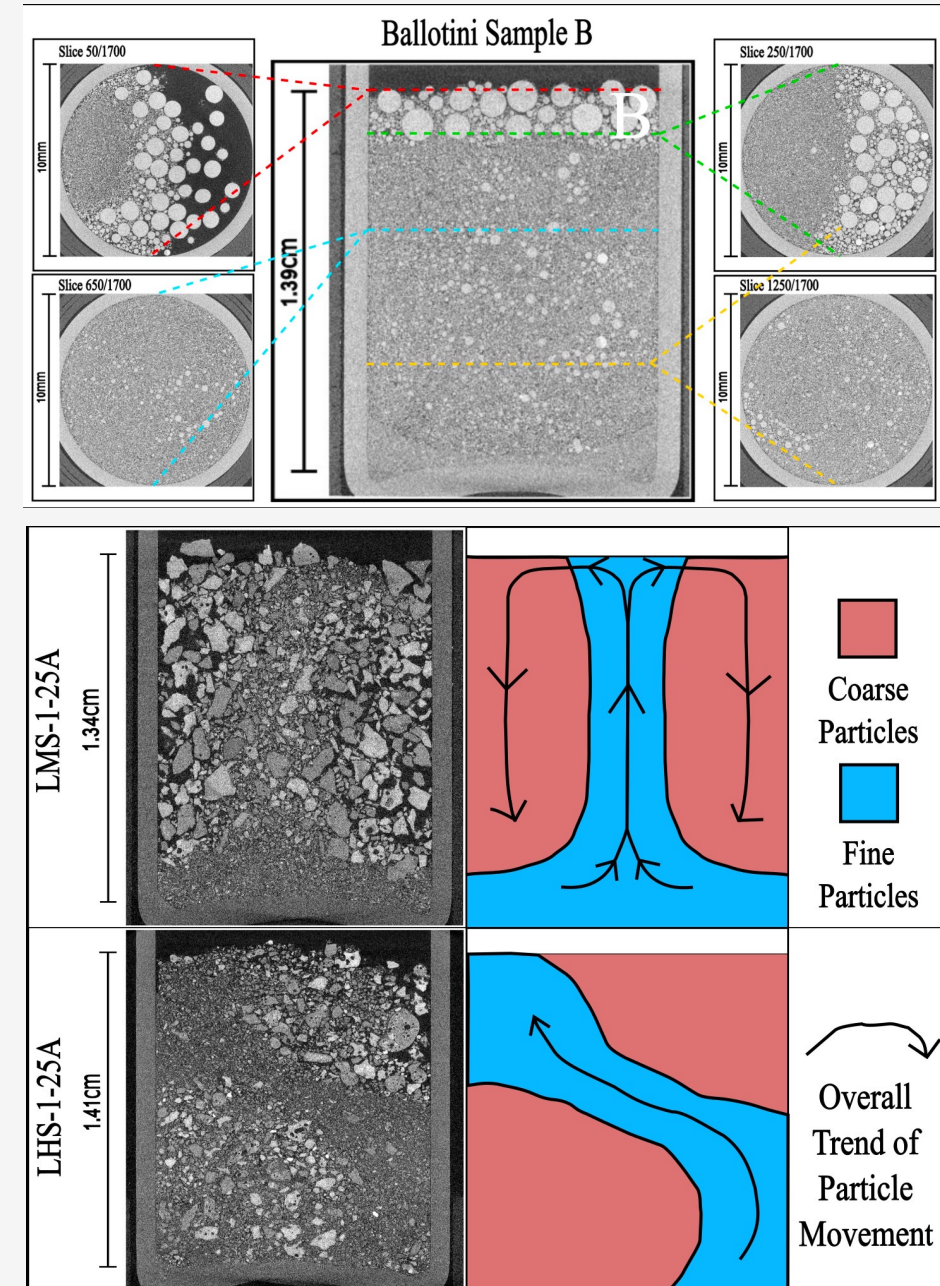 Ballotini Sample B
Slice 50/1700
10mm
Slice 250/1700
10mm
B
1.39cm
Slice 650/1700
10mm
Slice 1250/1700
10mm
LMS-1-25A
1.34cm
Coarse
Particles
Fine
Particles
LHS-1-25A
1.41cm
Overall
Trend of
Particle
Movement